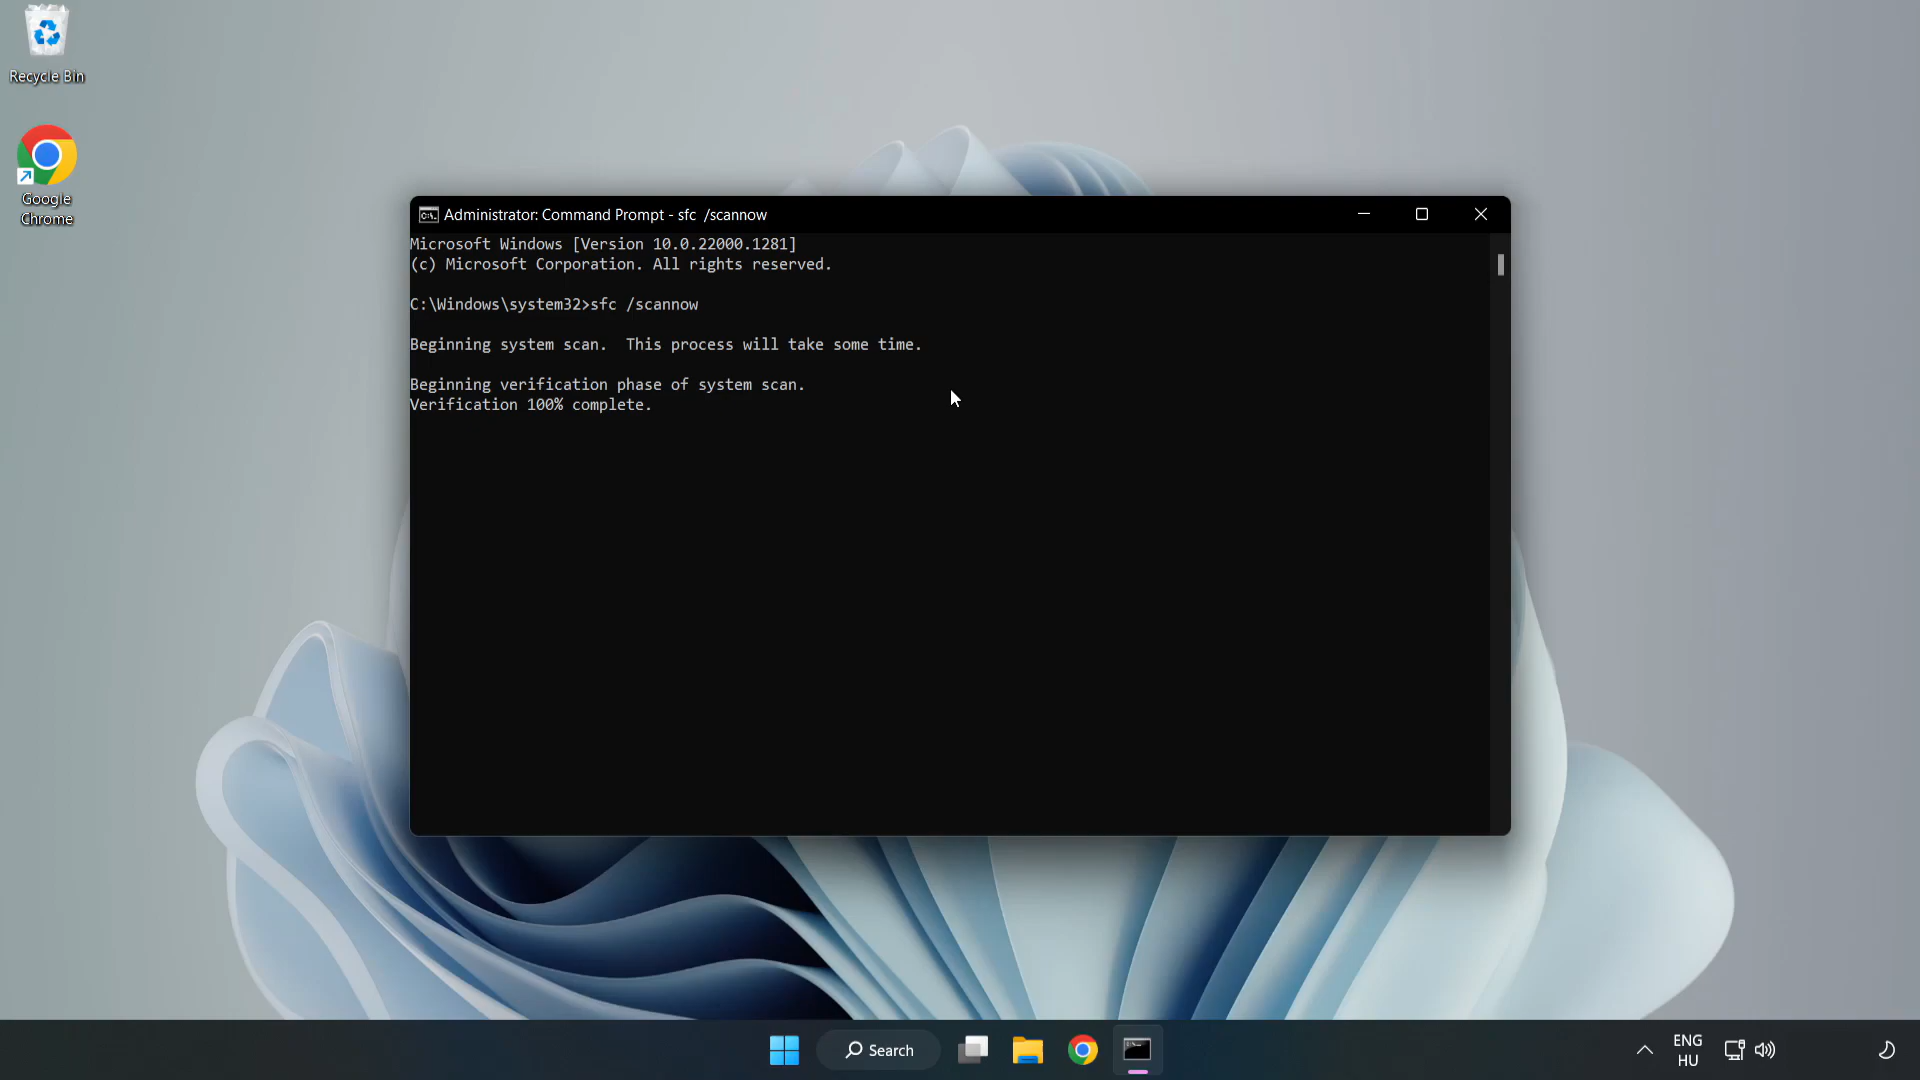 Recycle Bin
Google
Chrome
Administrator: Command Prompt - sfc  /scannow
Microsoft Windows [Version 10.0.22000.1281]
(c) Microsoft Corporation. All rights reserved.
C:\Windows\system32>sfc /scannow
Beginning system scan.  This process will take some time.
Beginning verification phase of system scan.
Verification 100% complete.
Search
ENG
HU